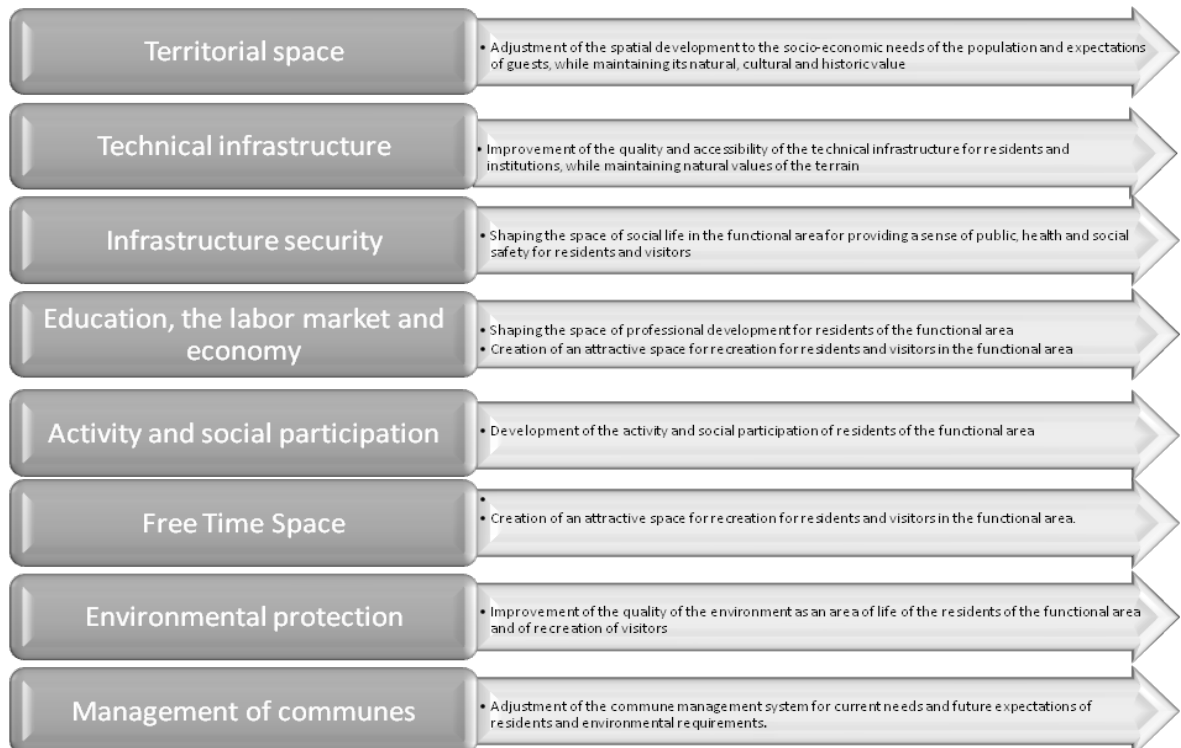 Territorial space
• Adjustment of the spatial development to the socio-economic needs of the population and expectations
of guests, while maintaining its natural, cultural and historic value
Technical infrastructure
• Improvement of the quality and accessibility of the technical infrastructure for residents and
institutions, while maintaining natural values of the terrain
Infrastructure security
• Shaping the space of social life in the functional area for providing a sense of public, health and social
safety for residents and visitors
Education, the labor market and
economy
• Shaping the space of professional development for residents of the functional area
• Creation of an attractive space for recreation for residents and visitors in the functional area
Activity and social participation
• Development of the activity and social participation of residents of the functional area
Free Time Space
•
• Creation of an attractive space for recreation for residents and visitors in the functional area.
Environmental protection
• Improvement of the quality of the environment as an area of life of the residents of the functional area
and of recreation of visitors
Management of communes
• Adjustment of the commune management system for current needs and future expectations of
residents and environmental requirements.